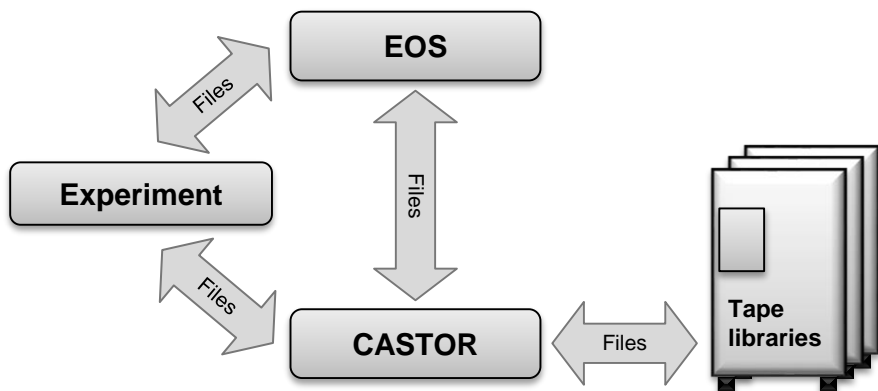 EOS
Files
Experiment
Files
Files
CASTOR
Files
Tape
libraries